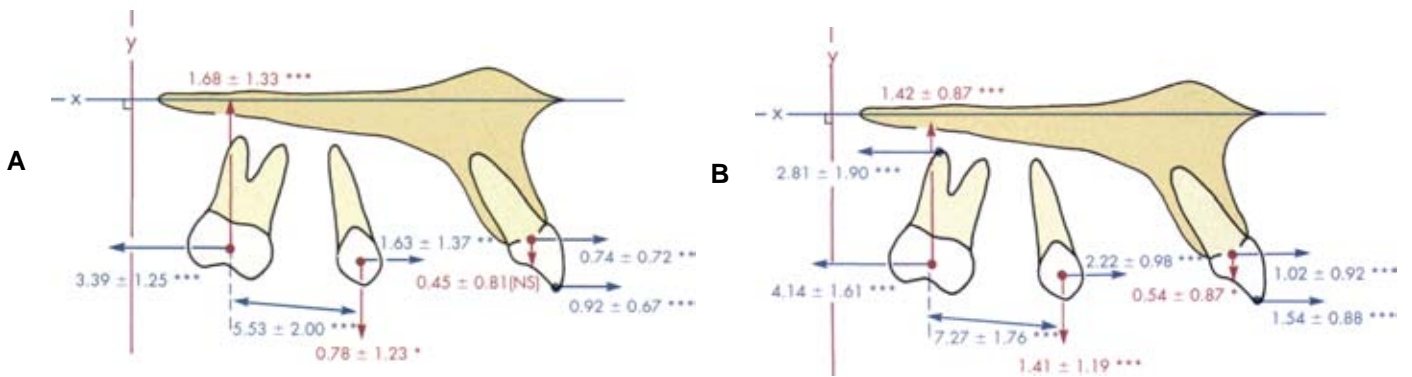 A
y
1.68 ± 1.33 ***
x
3.39 ± 1.25 ***
1.63 ± 1.37 **
0.74 ± 0.72 **
0.45 ± 0.81(NS)
0.92 ± 0.67 ***
5.53 ± 2.00 ***
0.78 ± 1.23 *
B
y
1.42 ± 0.87 ***
x
2.81 ± 1.90 ***
4.14 ± 1.61 ***
2.22 ± 0.98 ***
1.02 ± 0.92 ***
0.54 ± 0.87 *
1.54 ± 0.88 ***
7.27 ± 1.76 ***
1.41 ± 1.19 ***